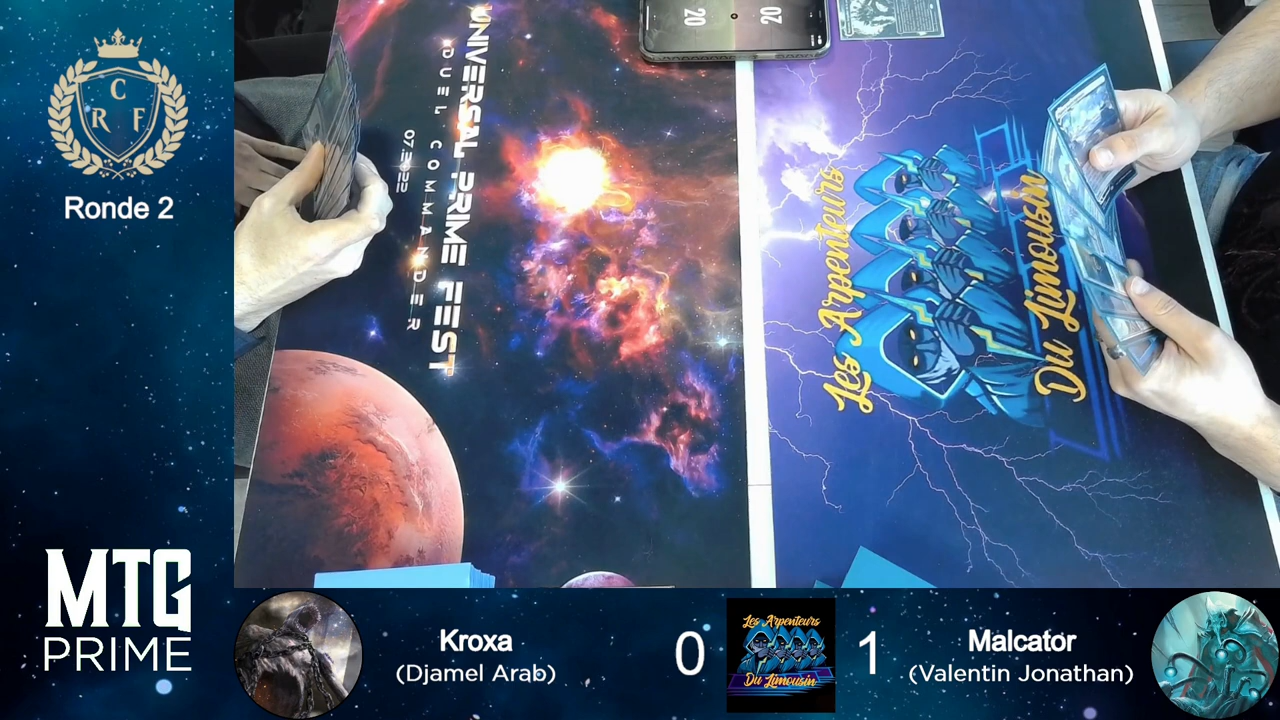 C
R F
Ronde 2
MTG
PRIME
UNIVERSAL PRIME FEST
DUEL COMMANDER
20
20
Les Arpenteurs
Du Limousin
Kroxa
(Djamel Arab)
0
Les Arpenteurs
Du Limousin
1
Malcator
(Valentin Jonathan)